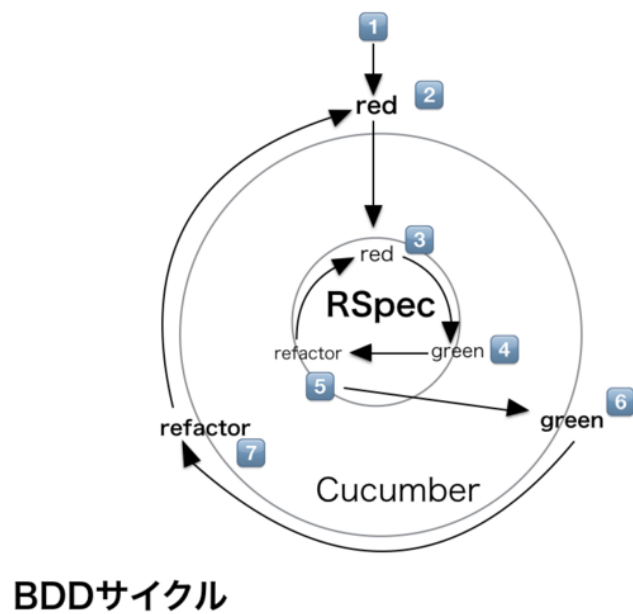 1
red 2
red 3
RSpec
refactor green 4
5
green 6
refactor 7
Cucumber
BDDサイクル